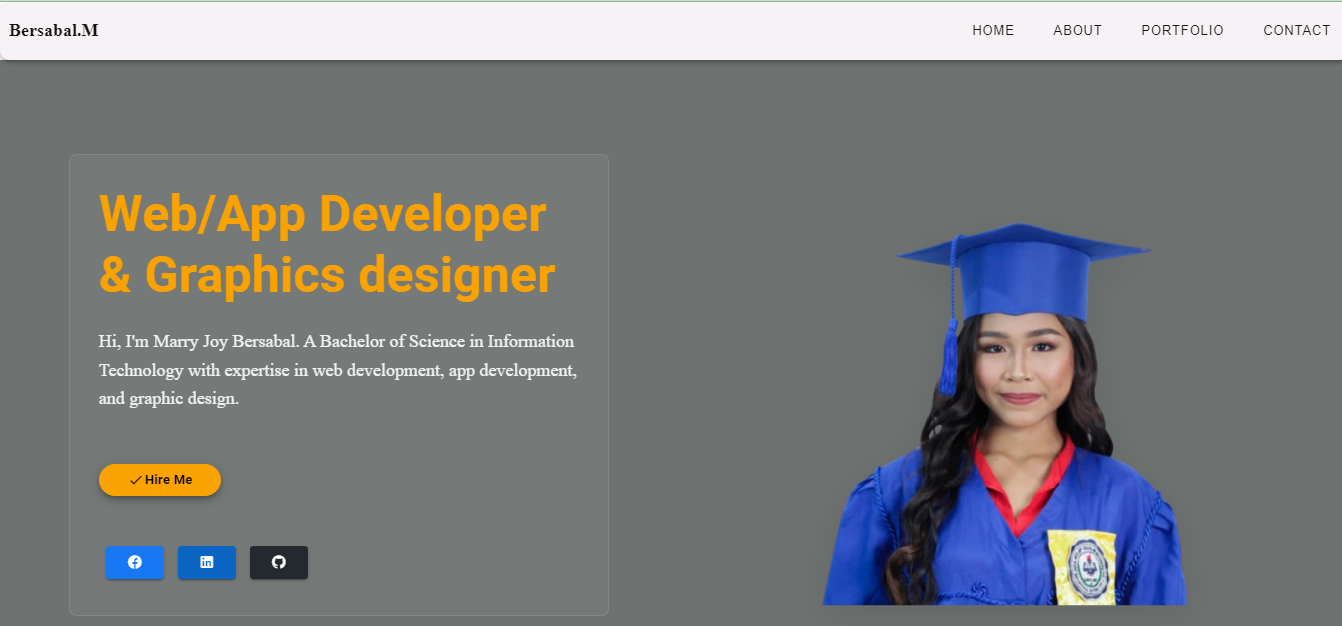 Bersabal.M
HOME ABOUT PORTFOLIO CONTACT
Web/App Developer
& Graphics designer
Hi, I'm Marry Joy Bersabal. A Bachelor of Science in Information
Technology with expertise in web development, app development,
and graphic design.
Hire Me